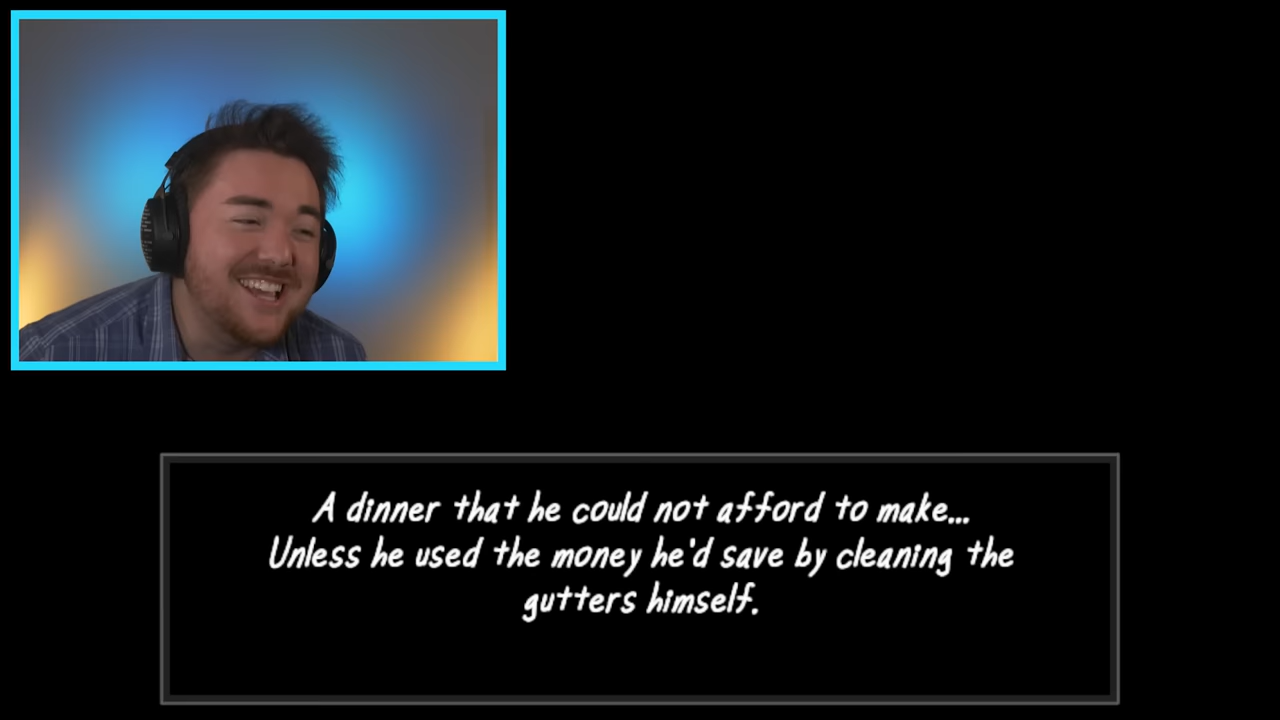 A dinner that he could not afford to make...
Unless he used the money he'd save by cleaning the
gutters himself.